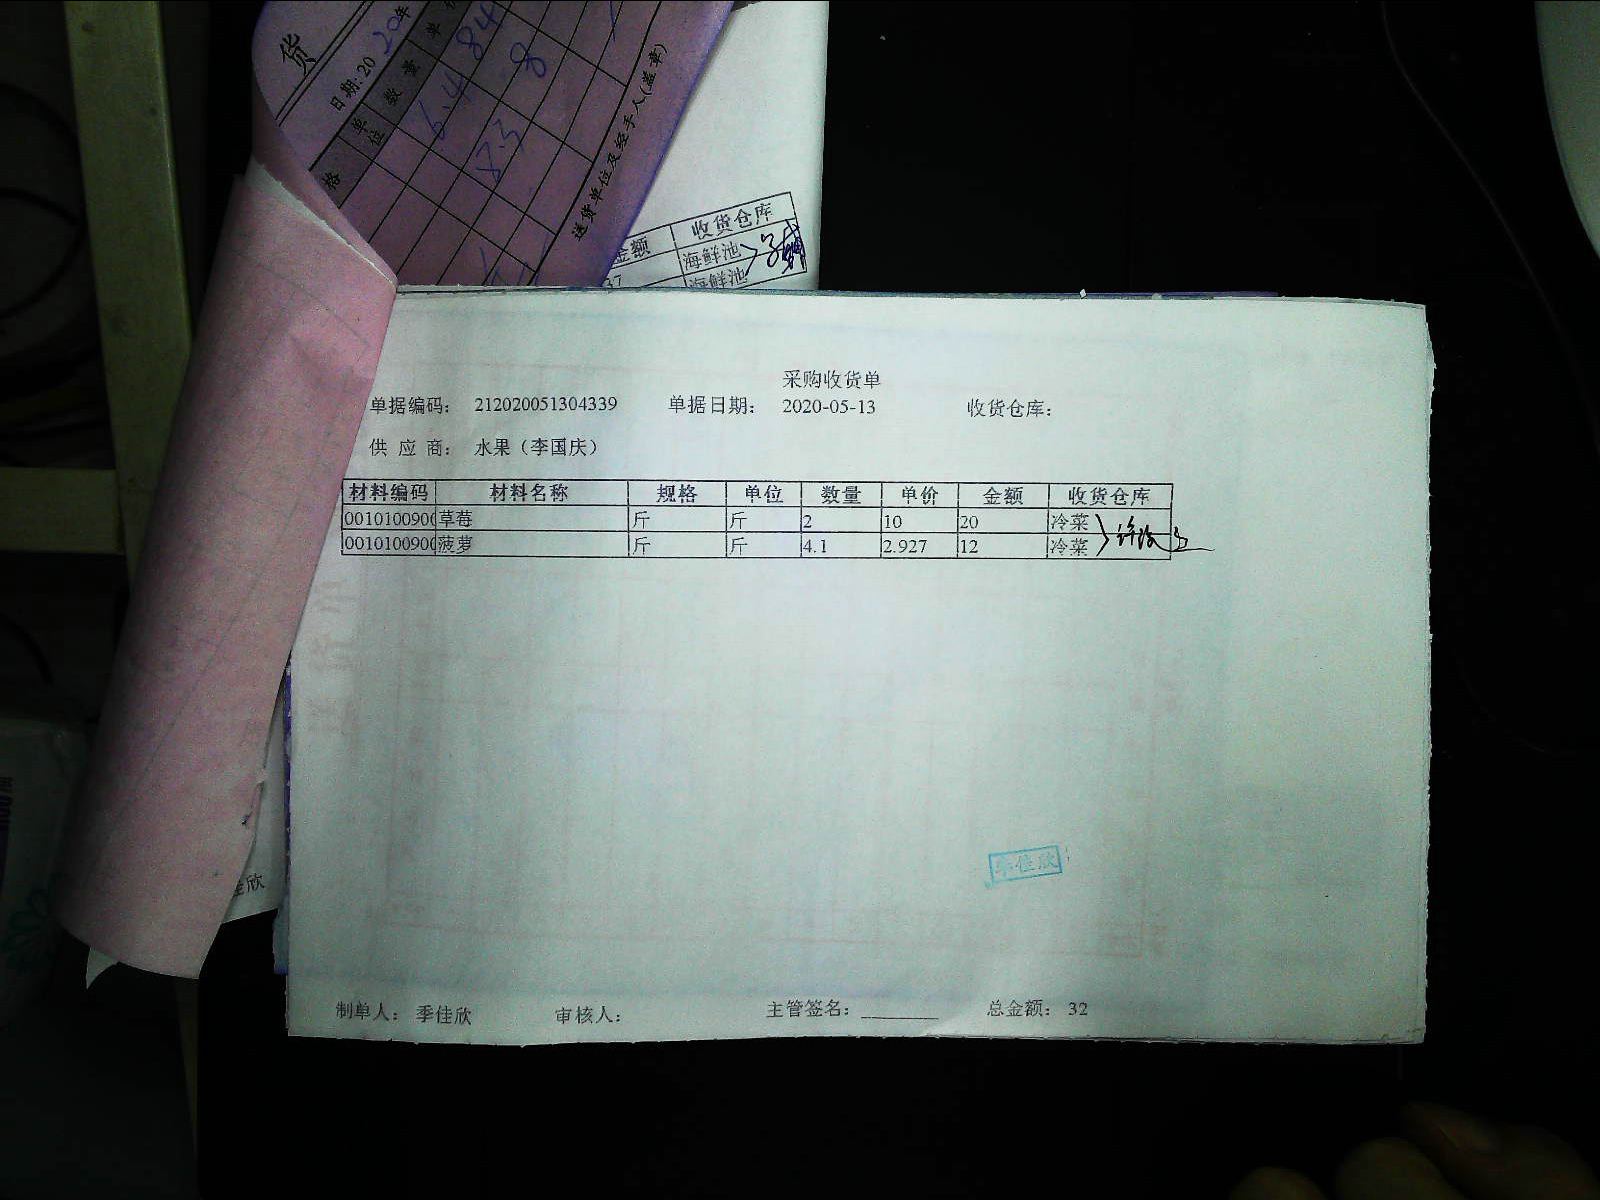 货
日期: 20 20年
格 单位 数量 单
6.4 84
15.3 8
送货单位及经手人(盖章)
金额 收货仓库
海鲜池
37 海鲜池
采购收货单
单据编码: 212020051304339 单据日期: 2020-05-13 收货仓库:
供 应 商: 水果（李国庆）
材料编码 材料名称 规格 单位 数量 单价 金额 收货仓库
0010100900 草莓 斤 斤 2 10 20 冷菜
0010100900 菠萝 斤 斤 4.1 2.927 12 冷菜
季佳欣
佳欣
制单人: 季佳欣 审核人: 主管签名: ________ 总金额: 32